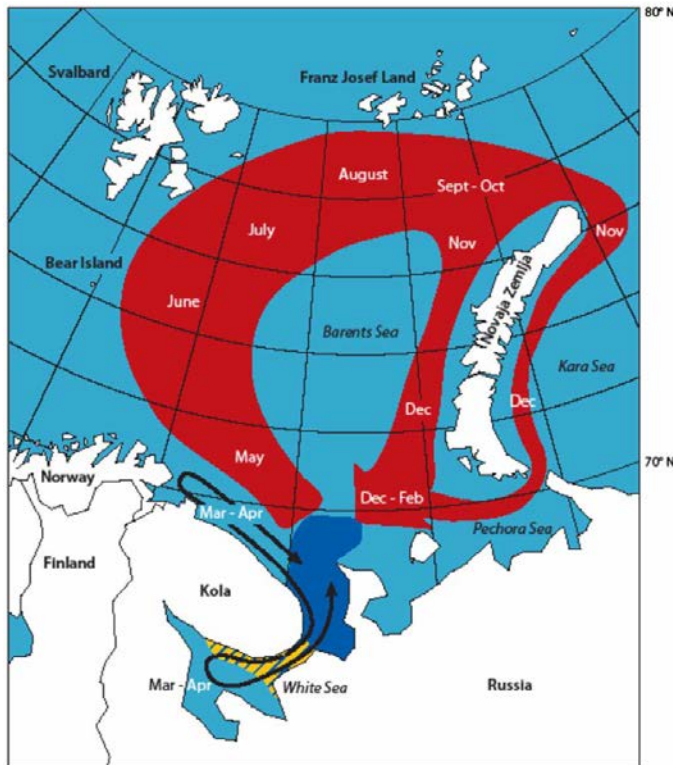 80° N
Svalbard
Franz Josef Land
August
Sept - Oct
July
Nov
Nov
Bear Island
June
Novaja Zemlja
Barents Sea
Kara Sea
Dec
Dec
May
70° N
Norway
Dec - Feb
Mar - Apr
Pechora Sea
Finland
Kola
Mar - Apr
White Sea
Russia